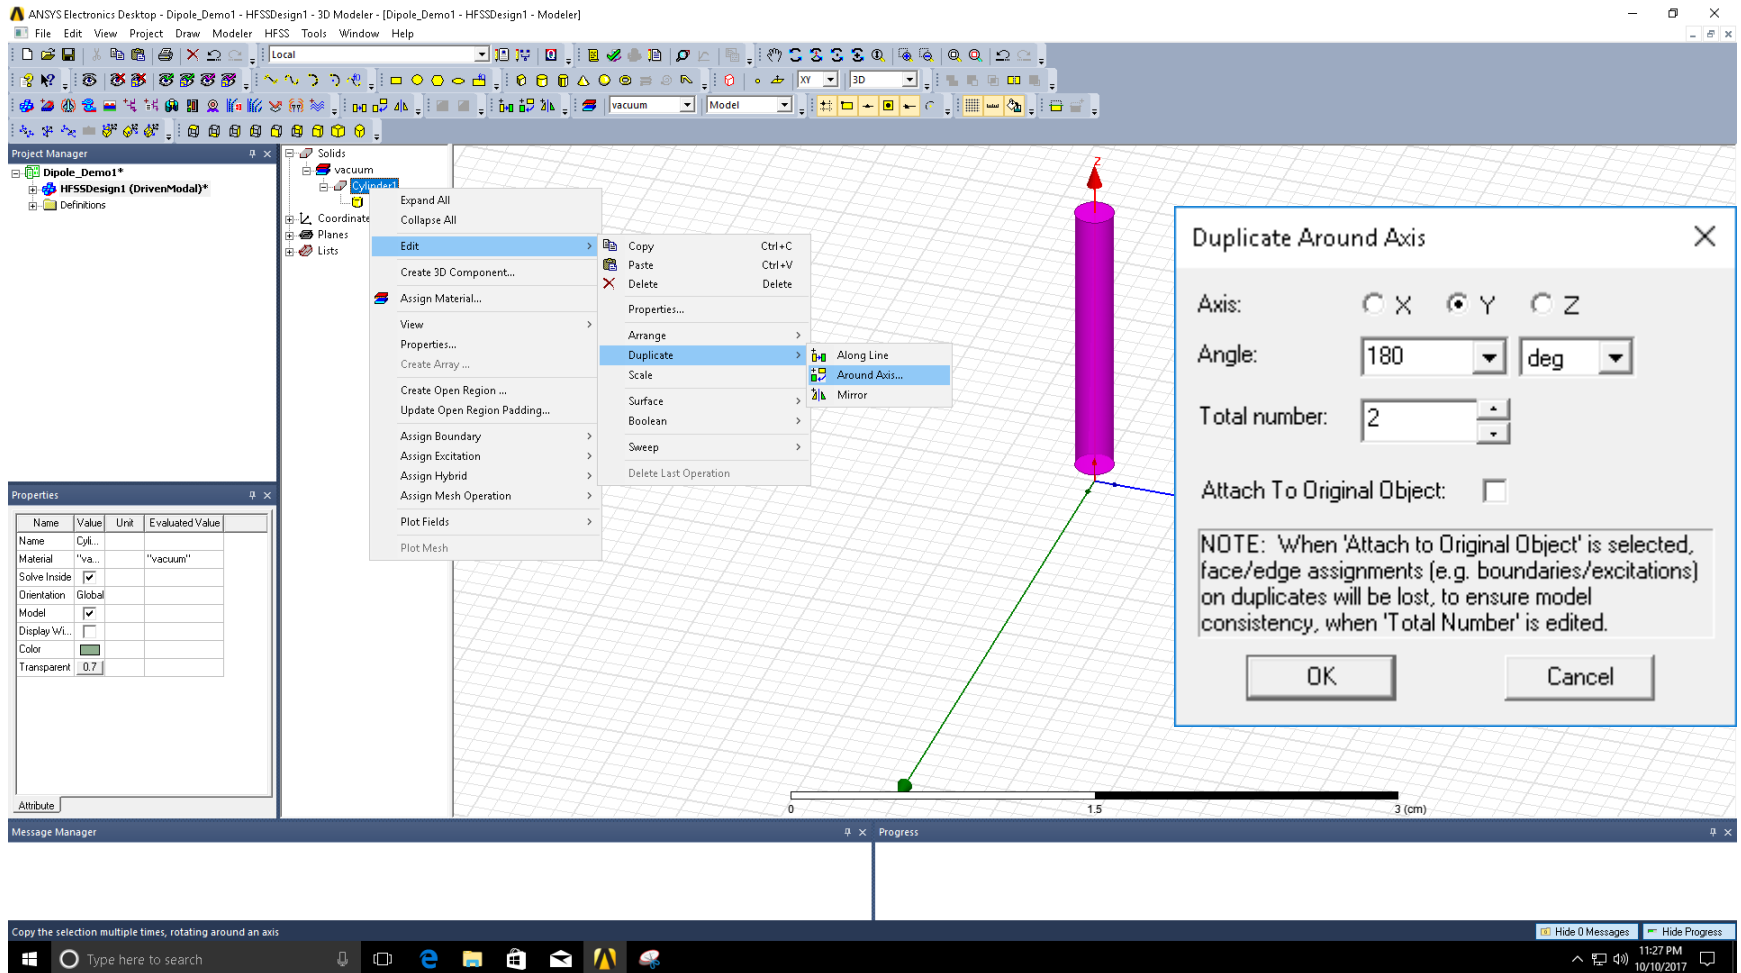 ANSYS Electronics Desktop - Dipole_Demo1 - HFSSDesign1 - 3D Modeler - [Dipole_Demo1 - HFSSDesign1 - Modeler]
File Edit View Project Draw Modeler HFSS Tools Window Help
Local
XY 3D
vacuum Model
Project Manager
Dipole_Demo1*
HFSSDesign1 (DrivenModal)*
Definitions
Solids
vacuum
Cylinder1
Coordinate
Planes
Lists
Expand All
Collapse All
Edit
Create 3D Component...
Assign Material...
View
Properties...
Create Array ...
Create Open Region ...
Update Open Region Padding...
Assign Boundary
Assign Excitation
Assign Hybrid
Assign Mesh Operation
Plot Fields
Plot Mesh
Copy Ctrl+C
Paste Ctrl+V
Delete Delete
Properties...
Arrange
Duplicate
Scale
Surface
Boolean
Sweep
Delete Last Operation
Along Line
Around Axis...
Mirror
Z
Duplicate Around Axis
Axis: X Y Z
Angle: 180 deg
Total number: 2
Attach To Original Object:
NOTE: When 'Attach to Original Object' is selected,
face/edge assignments (e.g. boundaries/excitations)
on duplicates will be lost, to ensure model
consistency, when 'Total Number' is edited.
OK Cancel
0 1.5 3 (cm)
Properties
Name Value Unit Evaluated Value
Name Cyli...
Material "va... "vacuum"
Solve Inside
Orientation Global
Model
Display Wi...
Color
Transparent 0.7
Attribute
Message Manager
Progress
Copy the selection multiple times, rotating around an axis
Hide 0 Messages Hide Progress
Type here to search
11:27 PM
10/10/2017